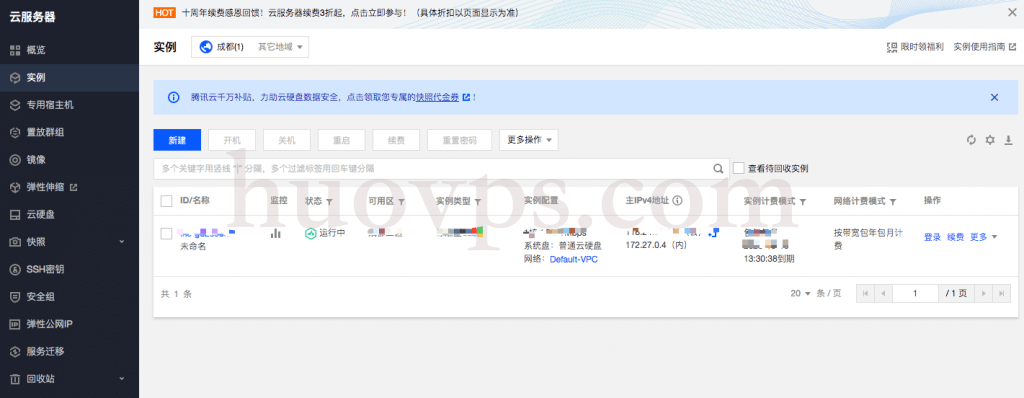 云服务器
HOT 十周年续费感恩回馈！云服务器续费3折起，点击立即参与！（具体折扣以页面显示为准）
实例 成都(1) 其它地域 限时领福利 实例使用指南
腾讯云千万补贴，力助云硬盘数据安全，点击领取您专属的快照代金券！
概览
实例
专用宿主机
置放群组
镜像
弹性伸缩
云硬盘
快照
SSH密钥
安全组
弹性公网IP
服务迁移
回收站
新建 开机 关机 重启 续费 重置密码 更多操作
多个关键字用竖线 "|" 分隔，多个过滤标签用回车键分隔 查看待回收实例
huovps.com
ID/名称 监控 状态 可用区 实例类型 实例配置 主IPv4地址 实例计费模式 网络计费模式 操作
未命名
运行中
系统盘：普通云硬盘
网络：Default-VPC
172.27.0.4（内）
13:30:38到期
按带宽包年包月计
费
登录 续费 更多
共 1 条 20 条 / 页 1 / 1 页